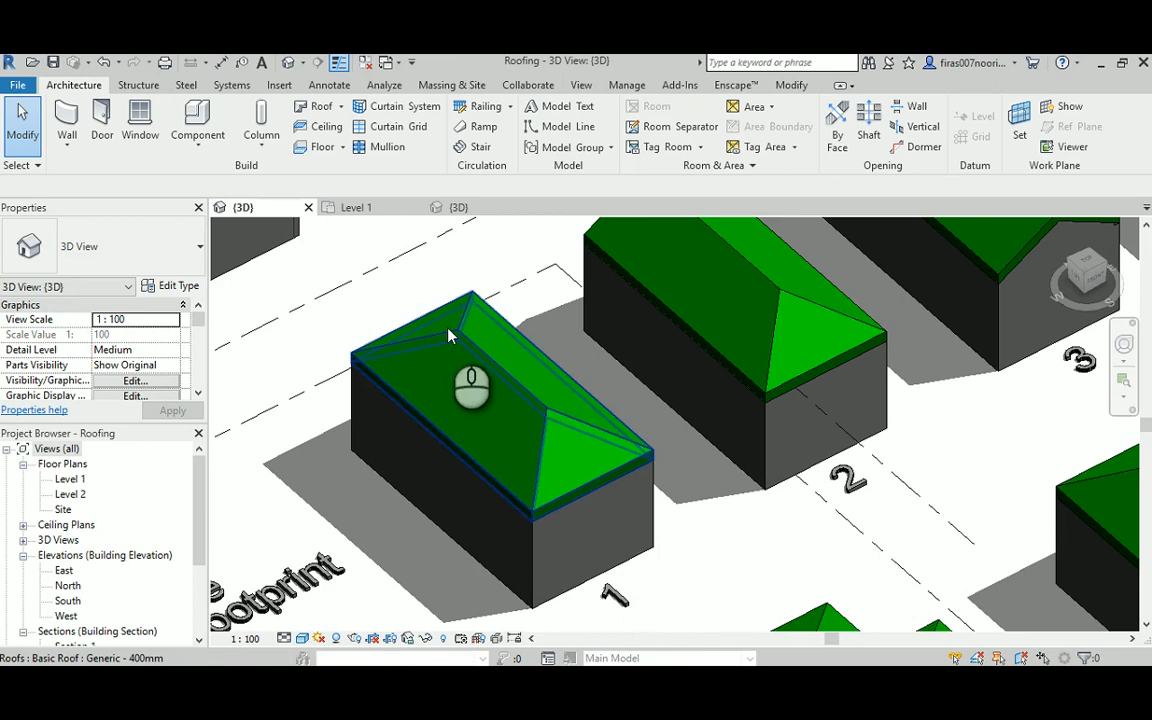 Roofing - 3D View: {3D}
Type a keyword or phrase
firas007noori...
File Architecture Structure Steel Systems Insert Annotate Analyze Massing & Site Collaborate View Manage Add-Ins Enscape™ Modify
Modify
Wall
Door
Window
Component
Column
Roof
Ceiling
Floor
Curtain System
Curtain Grid
Mullion
Railing
Ramp
Stair
Model Text
Model Line
Model Group
Room
Room Separator
Tag Room
Area
Area Boundary
Tag Area
By
Face
Shaft
Wall
Vertical
Dormer
Level
Grid
Set
Show
Ref Plane
Viewer
Select Build Circulation Model Room & Area Opening Datum Work Plane
Properties
{3D} Level 1 {3D}
3D View
3D View: {3D} Edit Type
Graphics
View Scale 1 : 100
Scale Value 1: 100
Detail Level Medium
Parts Visibility Show Original
Visibility/Graphic... Edit...
Graphic Display ... Edit...
Properties help Apply
Project Browser - Roofing
Views (all)
Floor Plans
Level 1
Level 2
Site
Ceiling Plans
3D Views
Elevations (Building Elevation)
East
North
South
West
Sections (Building Section)
TOP
FRONT
W
S
3
2
1
ootprint
1 : 100
Roofs : Basic Roof : Generic - 400mm
:0
Main Model
:0